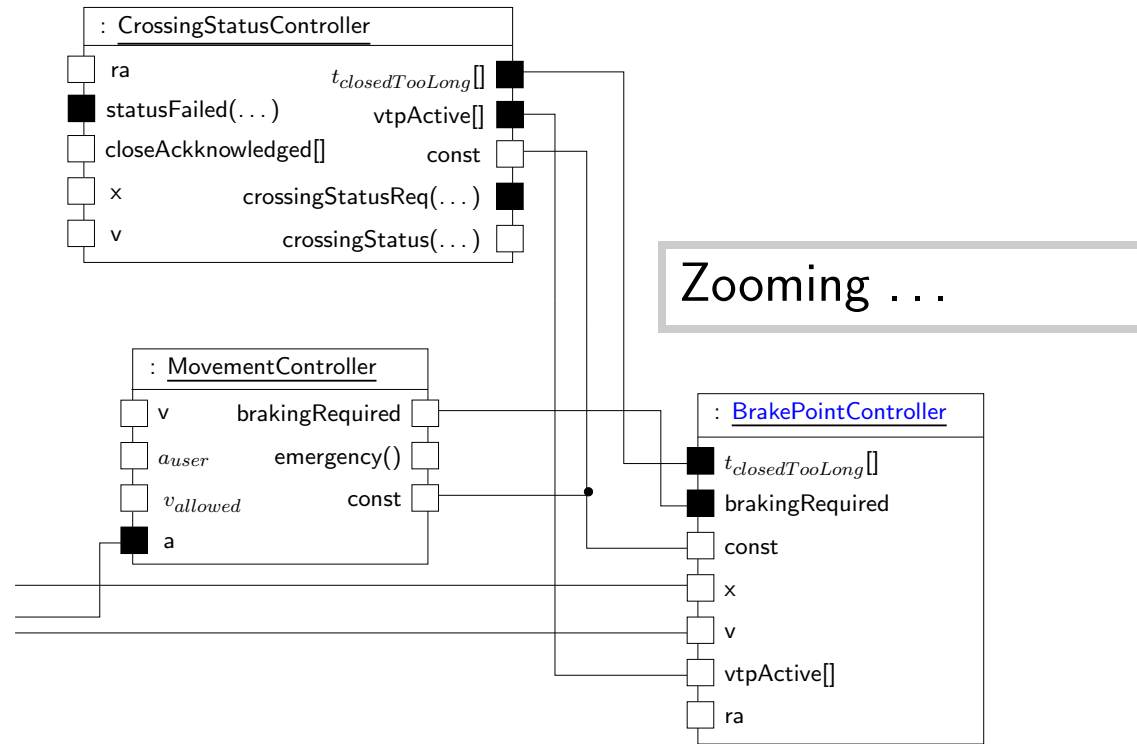 : CrossingStatusController
ra
statusFailed(...)
closeAckknowledged[]
x
v
t_closedTooLong[]
vtpActive[]
const
crossingStatusReq(...)
crossingStatus(...)
Zooming ...
: MovementController
v
a_user
v_allowed
a
brakingRequired
emergency()
const
: BrakePointController
t_closedTooLong[]
brakingRequired
const
x
v
vtpActive[]
ra